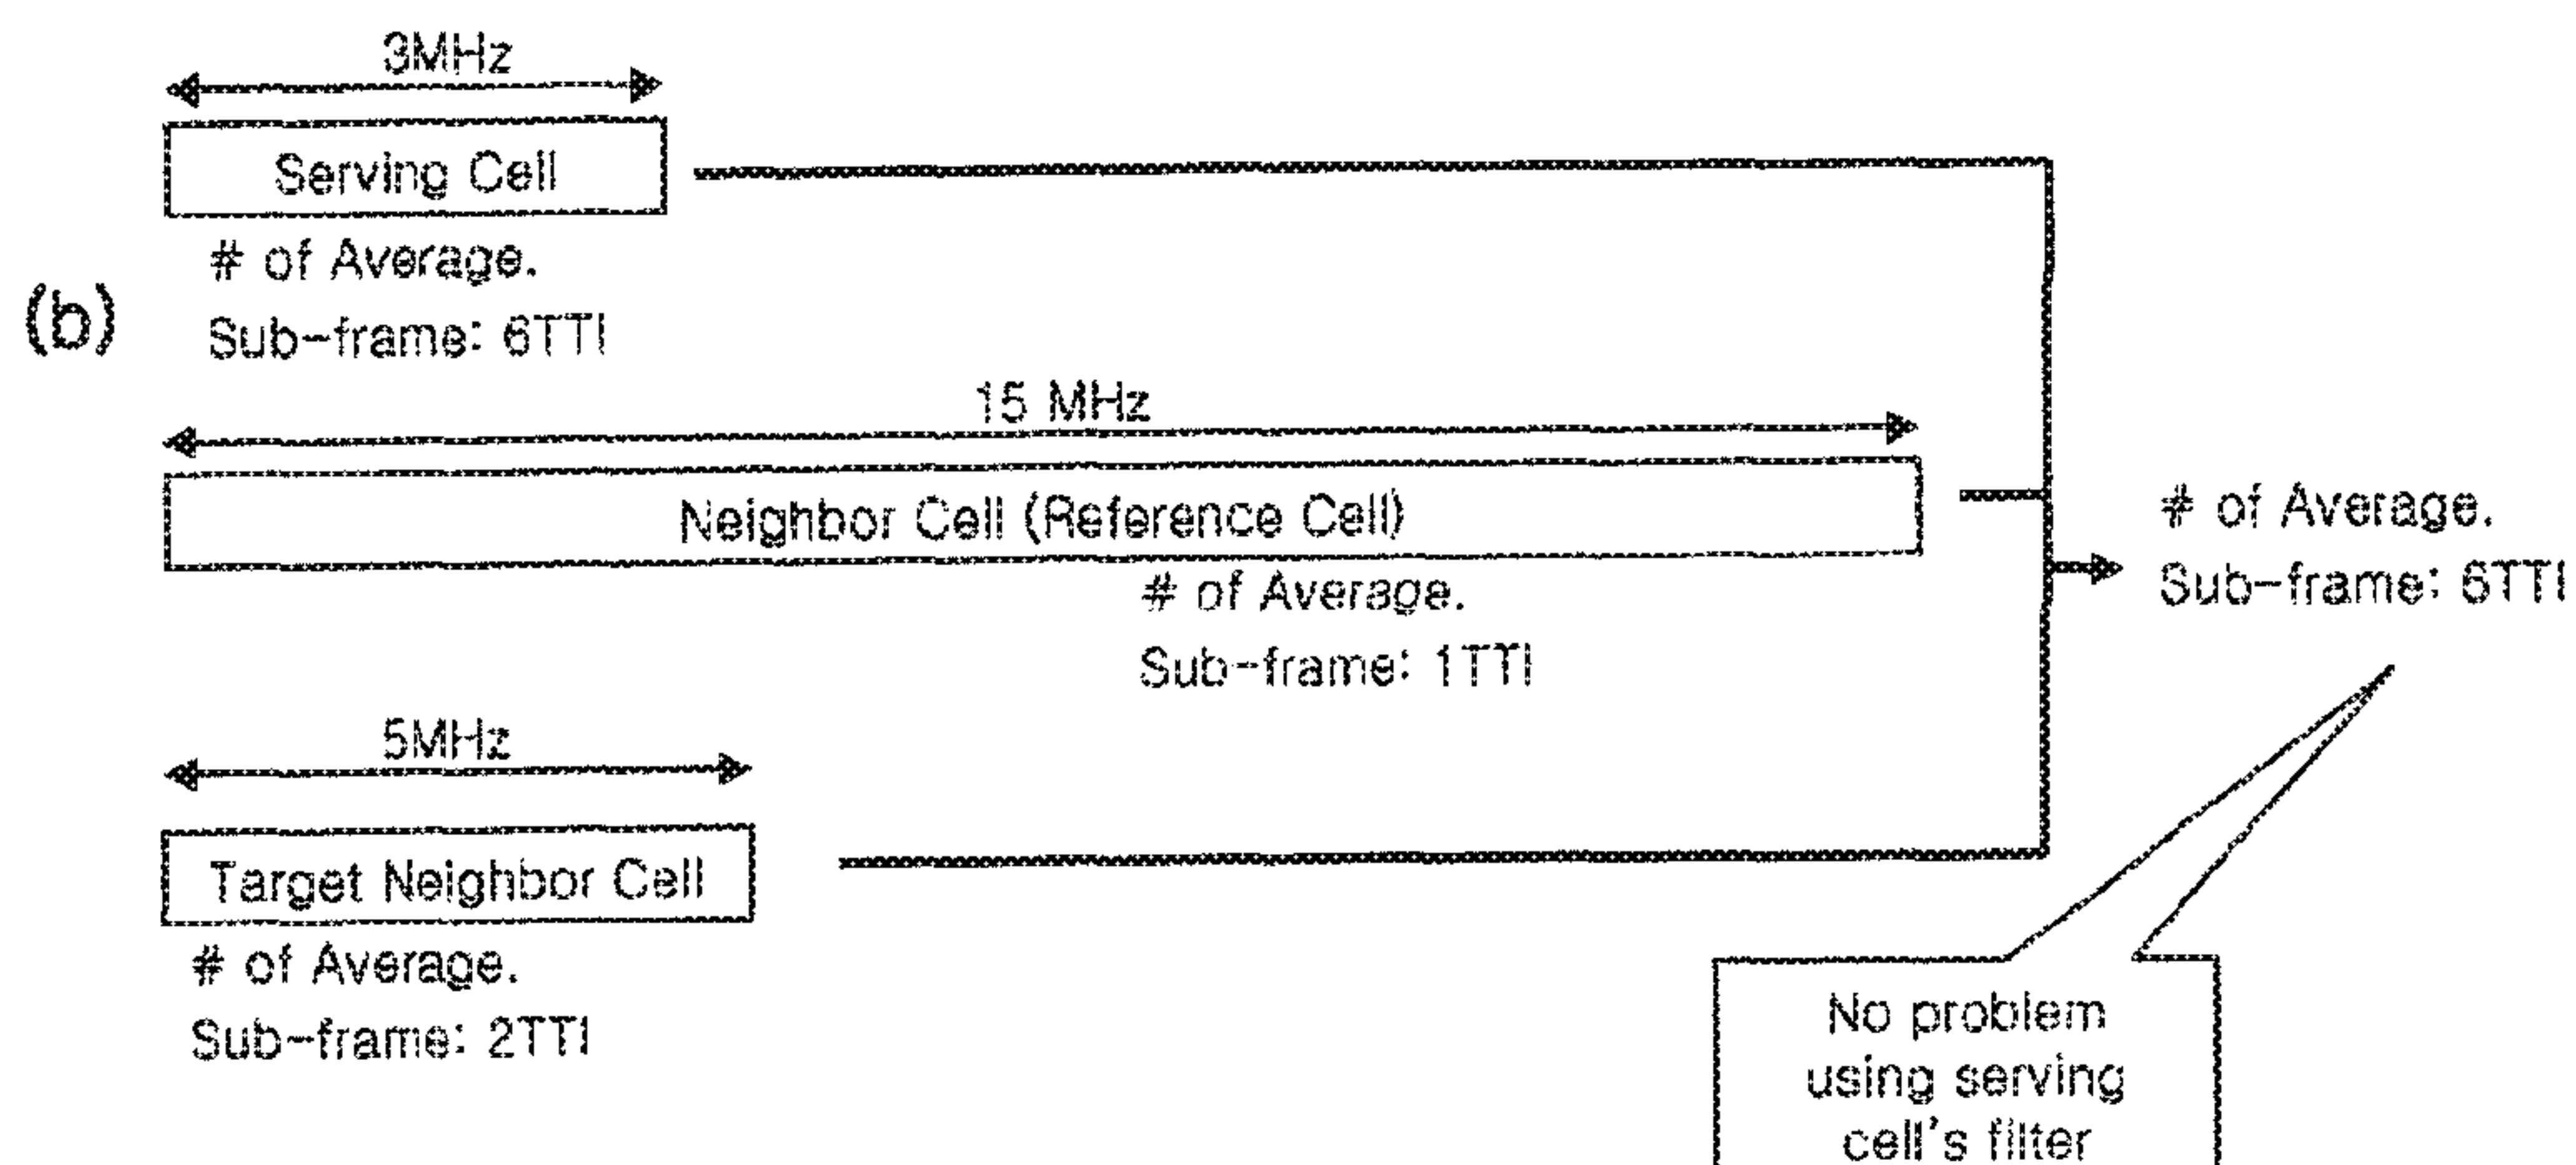 3MHz
Serving Cell
# of Average.
Sub-frame: 6TTI
(b)
15 MHz
Neighbor Cell (Reference Cell)
# of Average.
Sub-frame: 1TTI
# of Average.
Sub-frame: 6TTI
5MHz
Target Neighbor Cell
# of Average.
Sub-frame: 2TTI
No problem
using serving
cell's filter